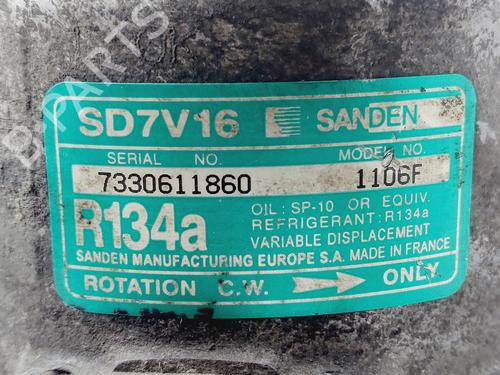 B-PARTS
SD7V16 SANDEN
SERIAL NO. MODEL NO.
7330611860 1106F
R134a
OIL : SP-10 OR EQUIV.
REFRIGERANT : R134a
VARIABLE DISPLACEMENT
SANDEN MANUFACTURING EUROPE S.A. MADE IN FRANCE
ROTATION C.W. ONLY